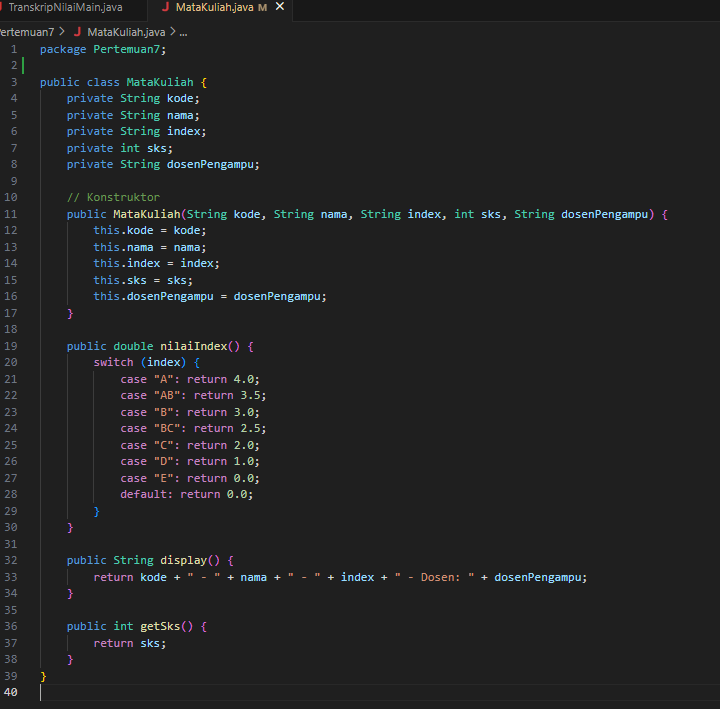 TranskripNilaiMain.java J MataKuliah.java M ×
Pertemuan7 > J MataKuliah.java > ...
1 package Pertemuan7;
2
3 public class MataKuliah {
4     private String kode;
5     private String nama;
6     private String index;
7     private int sks;
8     private String dosenPengampu;
9
10     // Konstruktor
11     public MataKuliah(String kode, String nama, String index, int sks, String dosenPengampu) {
12         this.kode = kode;
13         this.nama = nama;
14         this.index = index;
15         this.sks = sks;
16         this.dosenPengampu = dosenPengampu;
17     }
18
19     public double nilaiIndex() {
20         switch (index) {
21             case "A": return 4.0;
22             case "AB": return 3.5;
23             case "B": return 3.0;
24             case "BC": return 2.5;
25             case "C": return 2.0;
26             case "D": return 1.0;
27             case "E": return 0.0;
28             default: return 0.0;
29         }
30     }
31
32     public String display() {
33         return kode + " - " + nama + " - " + index + " - Dosen: " + dosenPengampu;
34     }
35
36     public int getSks() {
37         return sks;
38     }
39 }
40